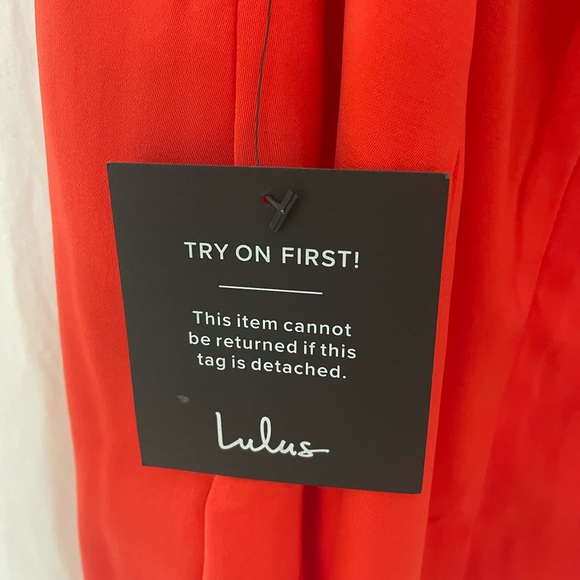 TRY ON FIRST!
This item cannot
be returned if this
tag is detached.
Lulus